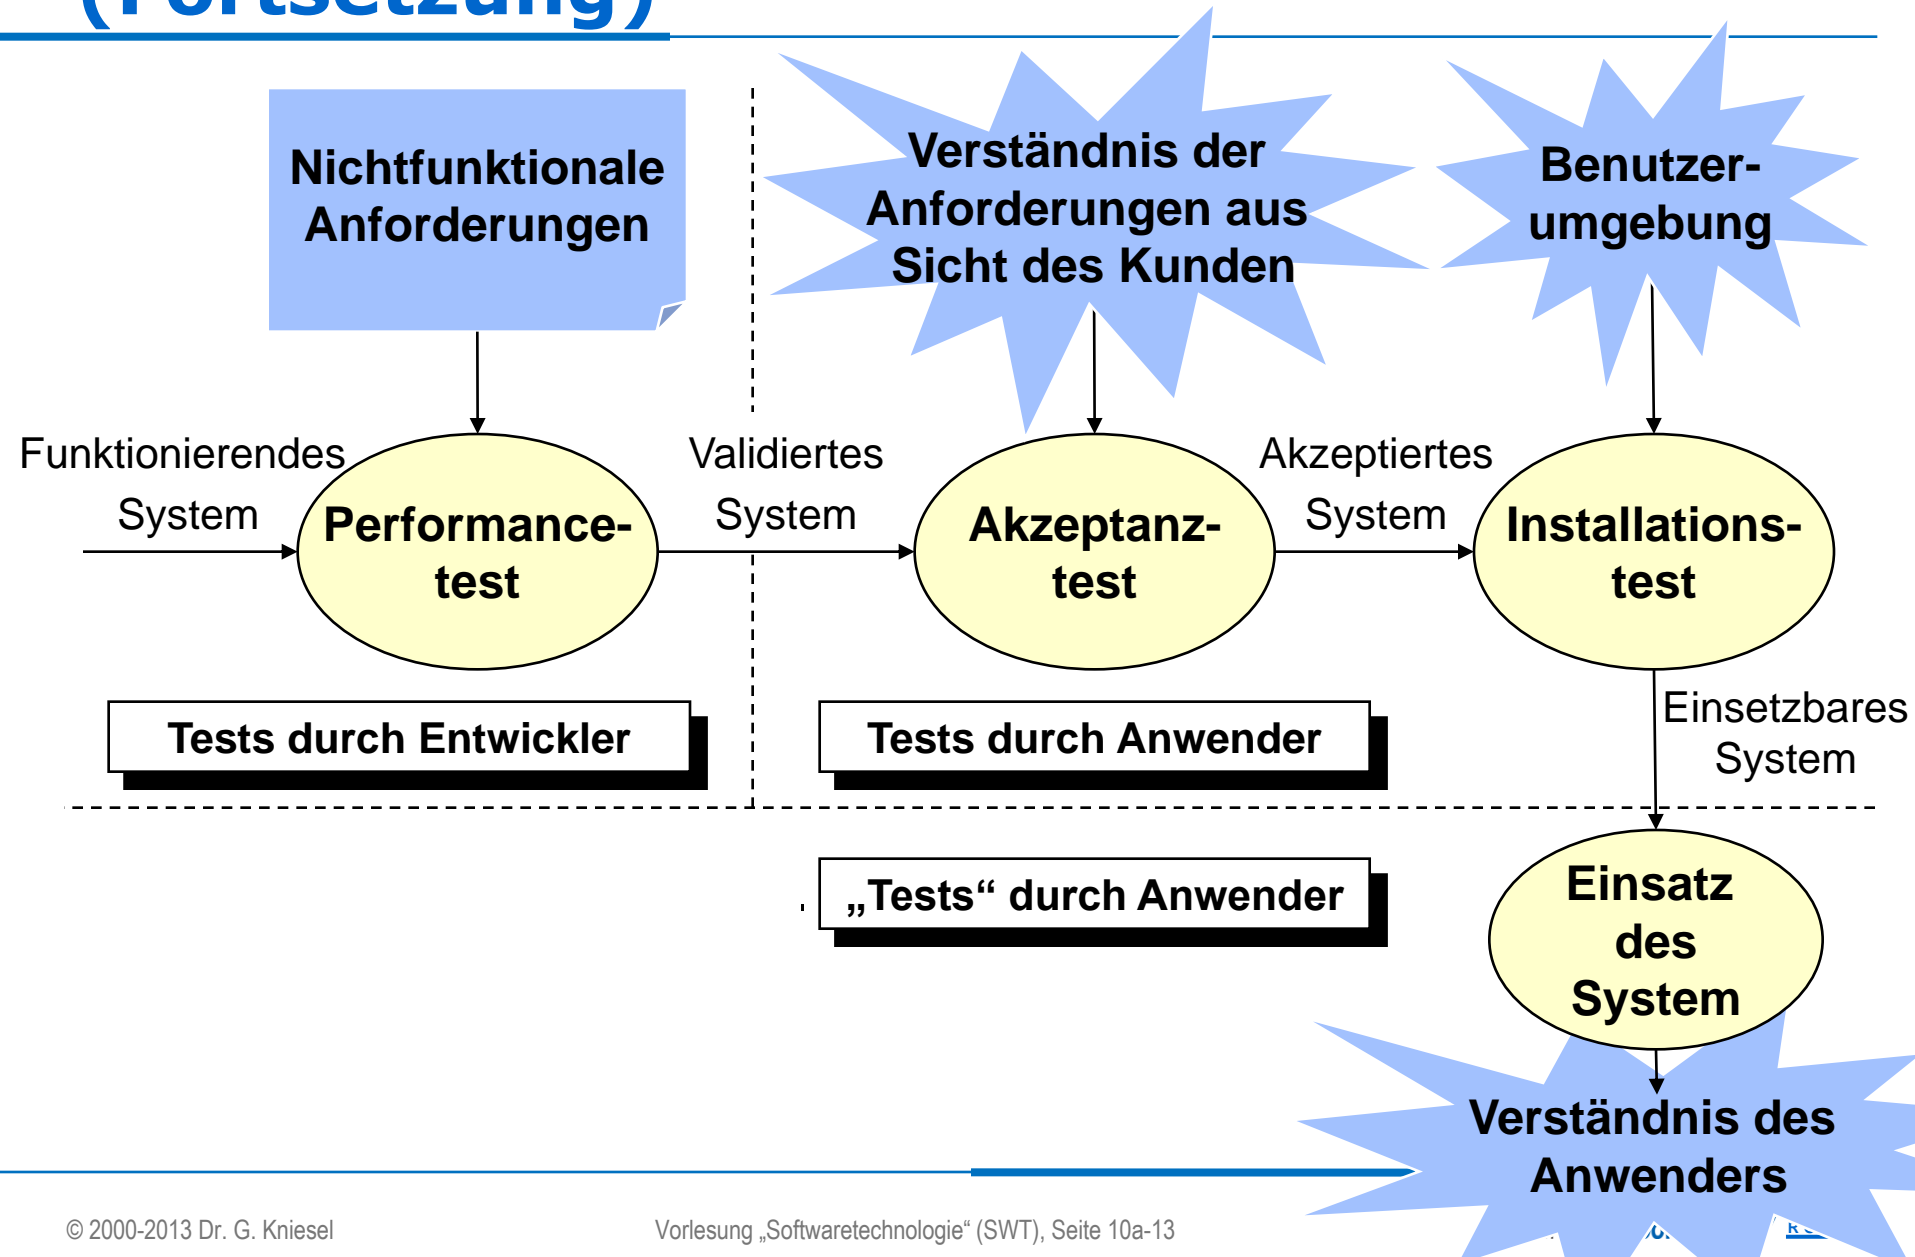 (Fortsetzung)
Nichtfunktionale
Anforderungen
Verständnis der
Anforderungen aus
Sicht des Kunden
Benutzer-
umgebung
Funktionierendes
System
Performance-
test
Validiertes
System
Akzeptanz-
test
Akzeptiertes
System
Installations-
test
Tests durch Entwickler
Tests durch Anwender
Einsetzbares
System
„Tests“ durch Anwender
Einsatz
des
System
Verständnis des
Anwenders
© 2000-2013 Dr. G. Kniesel
Vorlesung „Softwaretechnologie“ (SWT), Seite 10a-13